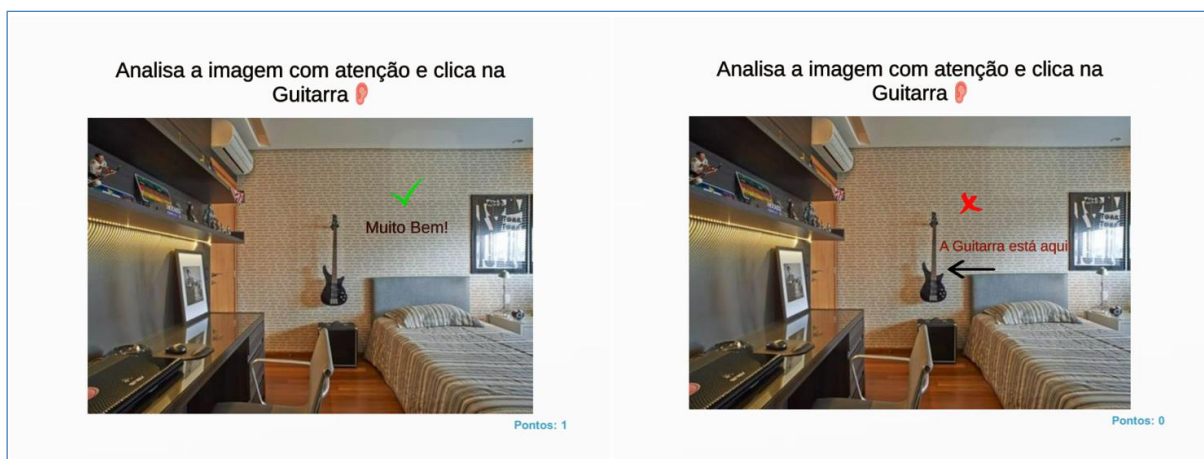 Analisa a imagem com atenção e clica na
Guitarra
Muito Bem!
Pontos: 1
Analisa a imagem com atenção e clica na
Guitarra
A Guitarra está aqui
Pontos: 0